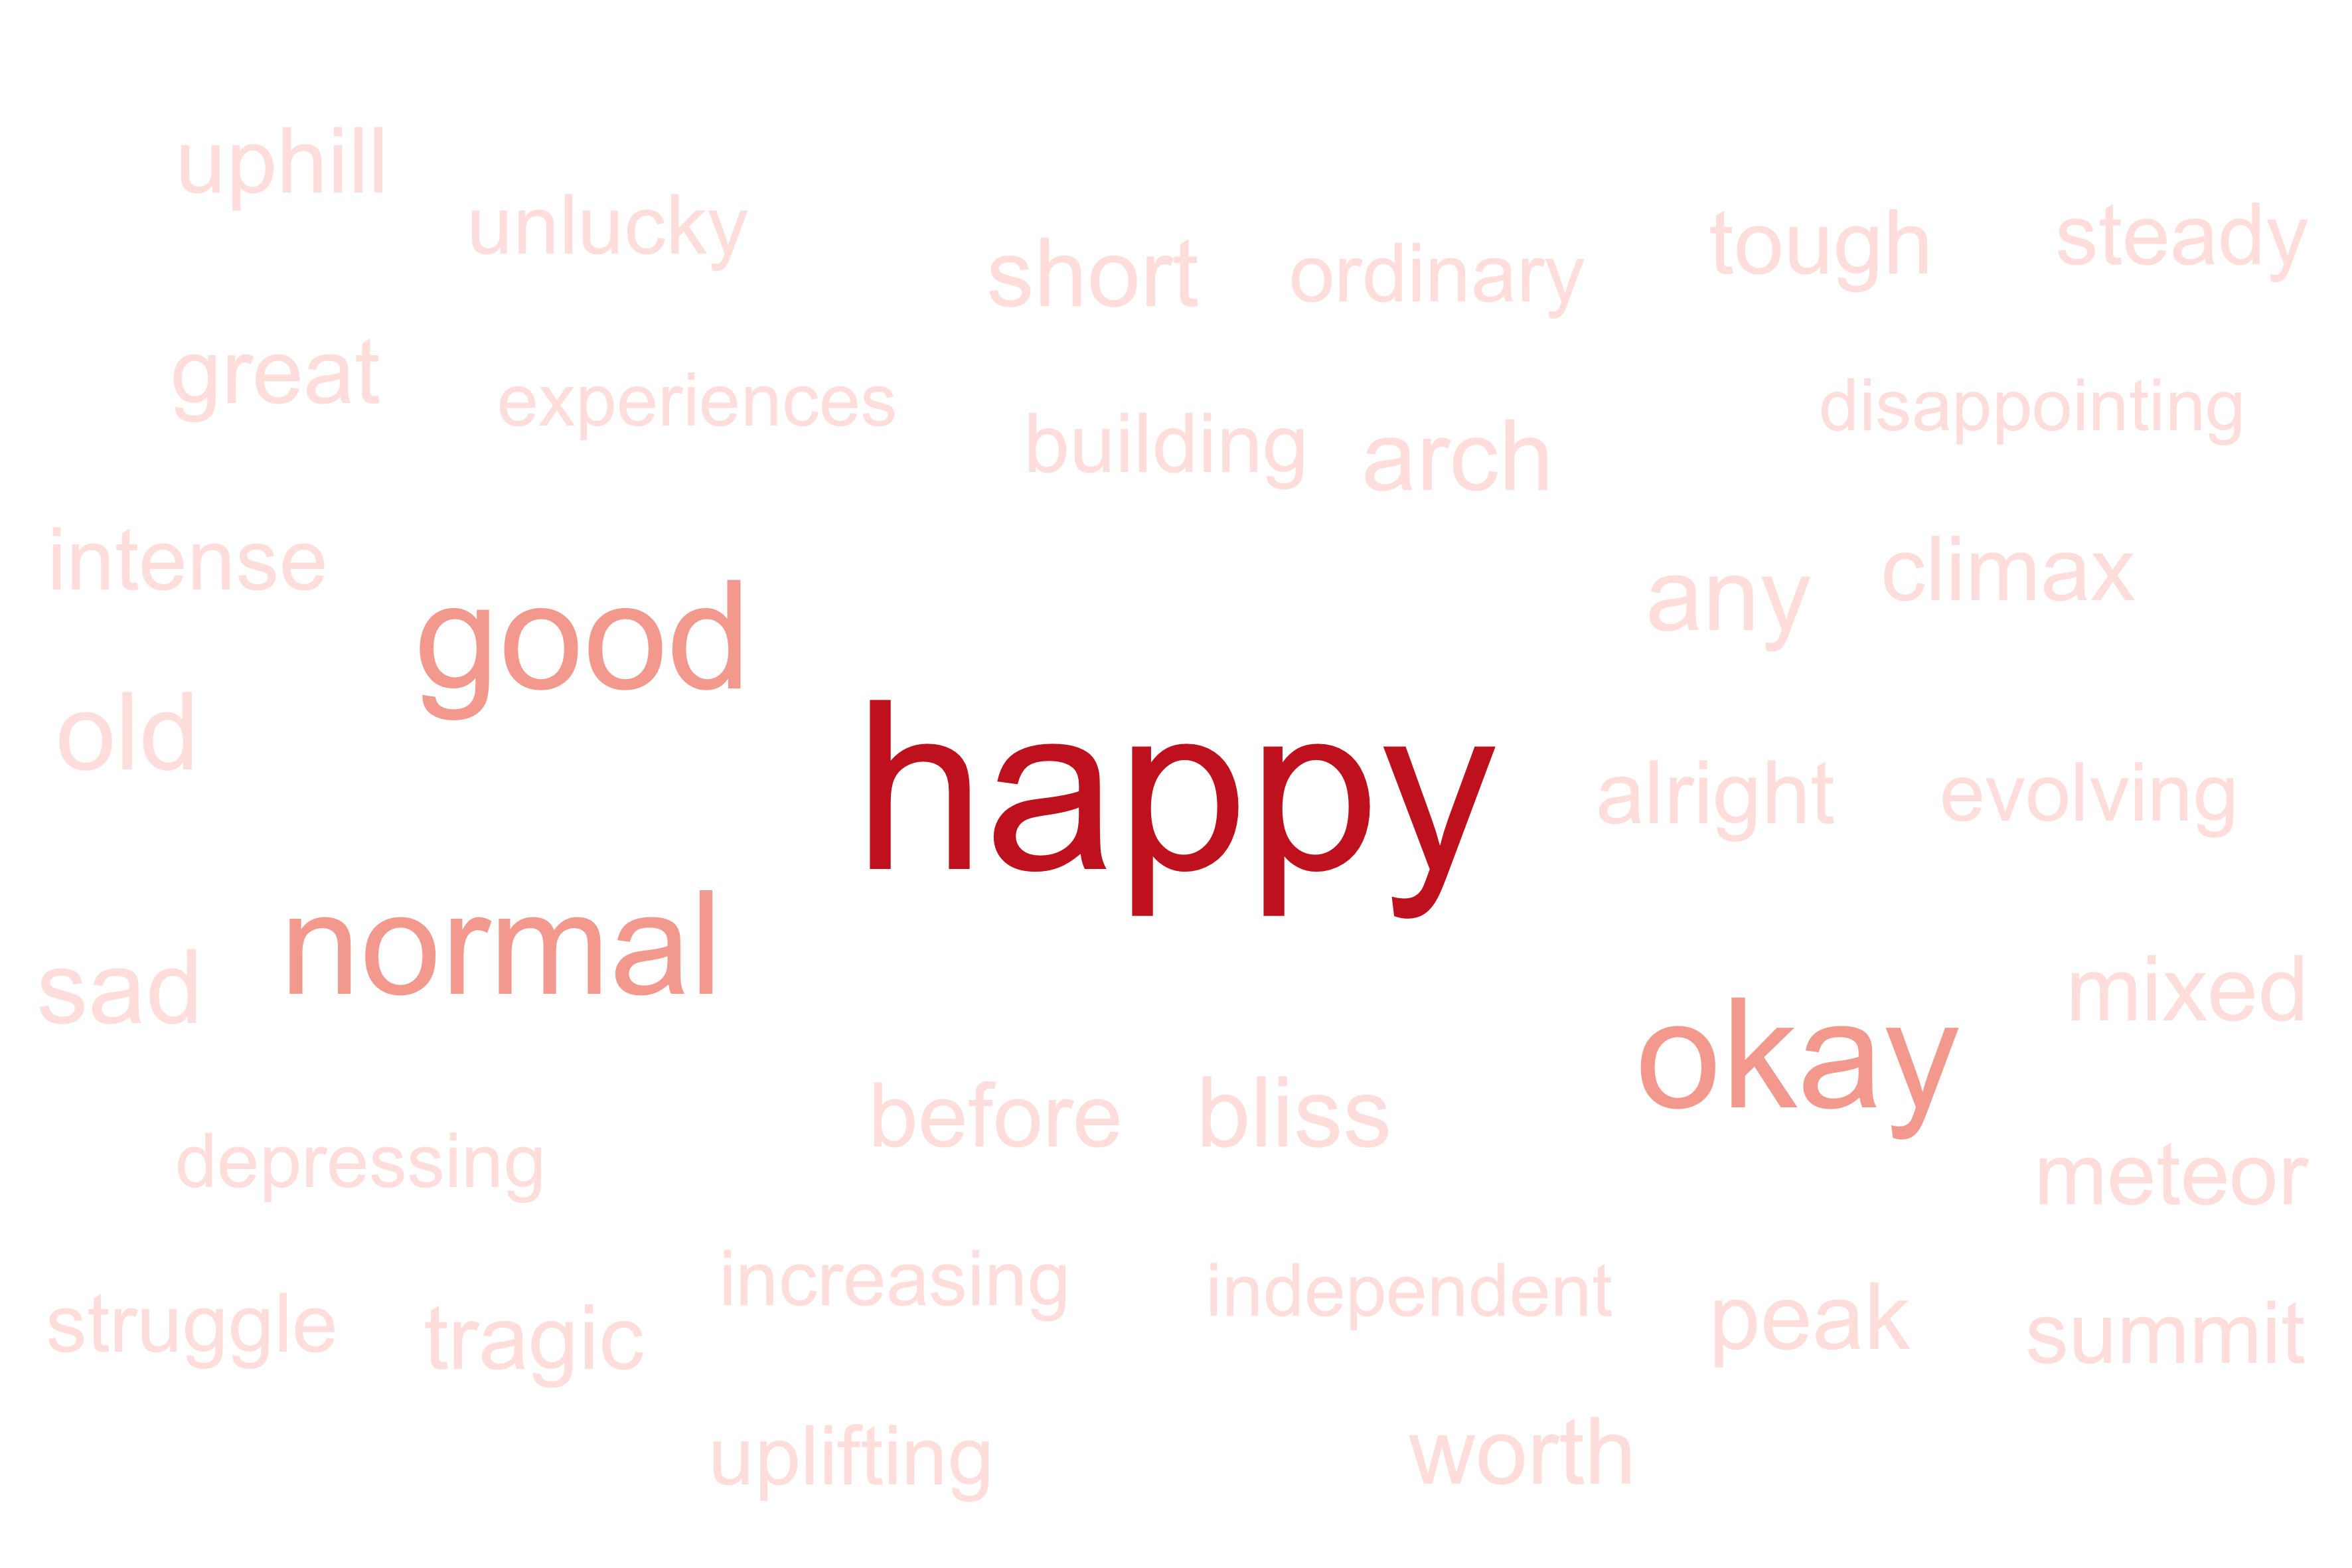 uphill
unlucky
short
ordinary
tough
steady
great
experiences
building
arch
disappointing
intense
good
any
climax
old
happy
alright
evolving
sad
normal
okay
mixed
before
bliss
depressing
meteor
increasing
independent
struggle
tragic
peak
summit
uplifting
worth